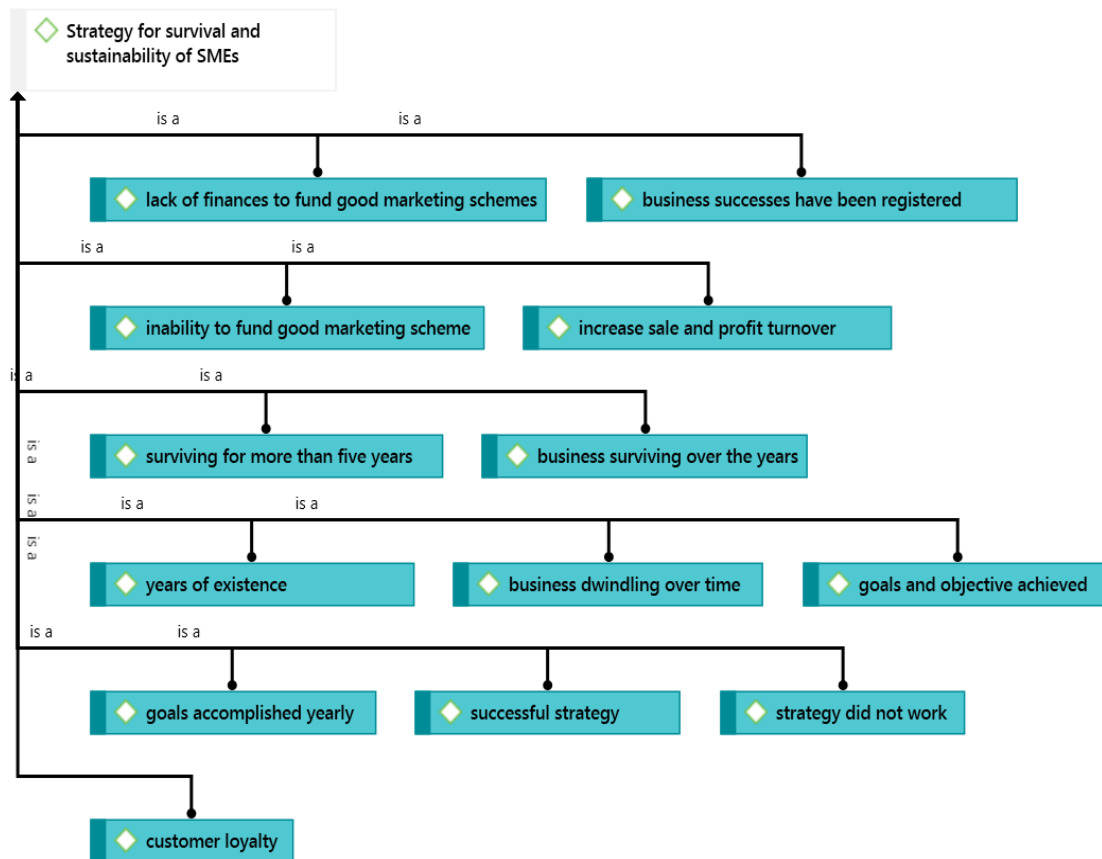 Strategy for survival and
sustainability of SMEs
is a is a
lack of finances to fund good marketing schemes business successes have been registered
is a is a
inability to fund good marketing scheme increase sale and profit turnover
is a is a
is a
surviving for more than five years business surviving over the years
is a
is a is a
is a
years of existence business dwindling over time goals and objective achieved
is a is a
goals accomplished yearly successful strategy strategy did not work
customer loyalty